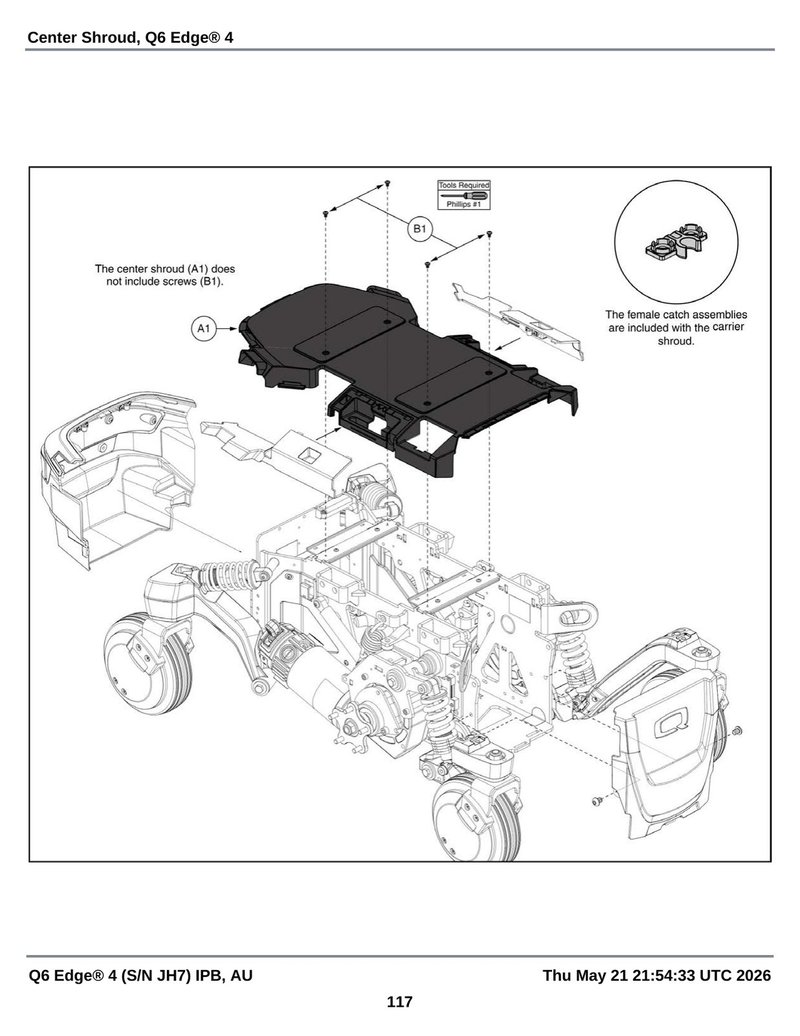 Center Shroud, Q6 Edge® 4
Tools Required
Phillips #1
B1
The center shroud (A1) does
not include screws (B1).
A1
The female catch assemblies
are included with the carrier
shroud.
Q
Q6 Edge® 4 (S/N JH7) IPB, AU
Thu May 21 21:54:33 UTC 2026
117